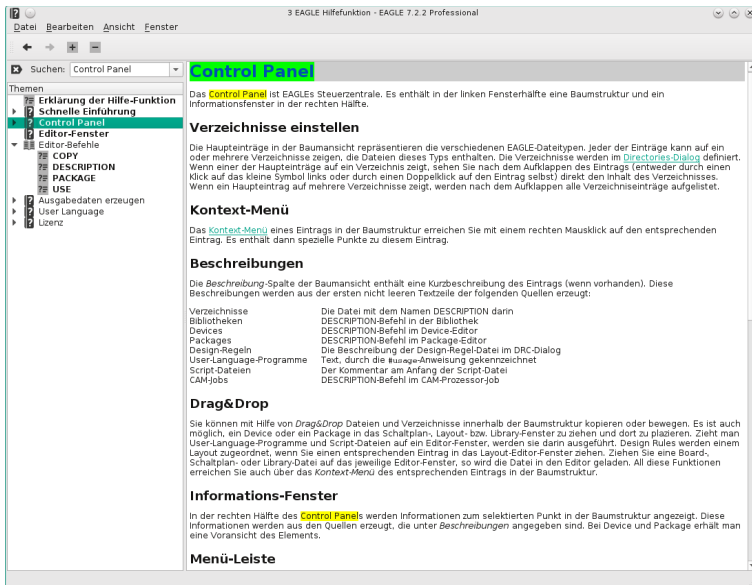 3 EAGLE Hilfefunktion - EAGLE 7.2.2 Professional
Datei Bearbeiten Ansicht Fenster
Suchen: Control Panel
Themen
Erklärung der Hilfe-Funktion
Schnelle Einführung
Control Panel
Editor-Fenster
Editor-Befehle
COPY
DESCRIPTION
PACKAGE
USE
Ausgabedaten erzeugen
User Language
Lizenz
Control Panel
Das Control Panel ist EAGLEs Steuerzentrale. Es enthält in der linken Fensterhälfte eine Baumstruktur und ein
Informationsfenster in der rechten Hälfte.
Verzeichnisse einstellen
Die Haupteinträge in der Baumansicht repräsentieren die verschiedenen EAGLE-Dateitypen. Jeder der Einträge kann auf ein
oder mehrere Verzeichnisse zeigen, die Dateien dieses Typs enthalten. Die Verzeichnisse werden im Directories-Dialog definiert.
Wenn einer der Haupteinträge auf ein Verzeichnis zeigt, sehen Sie nach dem Aufklappen des Eintrags (entweder durch einen
Klick auf das kleine Symbol links oder durch einen Doppelklick auf den Eintrag selbst) direkt den Inhalt des Verzeichnisses.
Wenn ein Haupteintrag auf mehrere Verzeichnisse zeigt, werden nach dem Aufklappen alle Verzeichniseinträge aufgelistet.
Kontext-Menü
Das Kontext-Menü eines Eintrags in der Baumstruktur erreichen Sie mit einem rechten Mausklick auf den entsprechenden
Eintrag. Es enthält dann spezielle Punkte zu diesem Eintrag.
Beschreibungen
Die Beschreibung-Spalte der Baumansicht enthält eine Kurzbeschreibung des Eintrags (wenn vorhanden). Diese
Beschreibungen werden aus der ersten nicht leeren Textzeile der folgenden Quellen erzeugt:
Verzeichnisse Die Datei mit dem Namen DESCRIPTION darin
Bibliotheken DESCRIPTION-Befehl in der Bibliothek
Devices DESCRIPTION-Befehl im Device-Editor
Packages DESCRIPTION-Befehl im Package-Editor
Design-Regeln Die Beschreibung der Design-Regel-Datei im DRC-Dialog
User-Language-Programme Text, durch die #usage-Anweisung gekennzeichnet
Script-Dateien Der Kommentar am Anfang der Script-Datei
CAM-Jobs DESCRIPTION-Befehl im CAM-Prozessor-Job
Drag&Drop
Sie können mit Hilfe von Drag&Drop Dateien und Verzeichnisse innerhalb der Baumstruktur kopieren oder bewegen. Es ist auch
möglich, ein Device oder ein Package in das Schaltplan-, Layout- bzw. Library-Fenster zu ziehen und dort zu plazieren. Zieht man
User-Language-Programme und Script-Dateien auf ein Editor-Fenster, werden sie darin ausgeführt. Design Rules werden einem
Layout zugeordnet, wenn Sie einen entsprechenden Eintrag in das Layout-Editor-Fenster ziehen. Ziehen Sie eine Board-,
Schaltplan- oder Library-Datei auf das jeweilige Editor-Fenster, so wird die Datei in den Editor geladen. All diese Funktionen
erreichen Sie auch über das Kontext-Menü des entsprechenden Eintrags in der Baumstruktur.
Informations-Fenster
In der rechten Hälfte des Control Panels werden Informationen zum selektierten Punkt in der Baumstruktur angezeigt. Diese
Informationen werden aus den Quellen erzeugt, die unter Beschreibungen angegeben sind. Bei Device und Package erhält man
eine Voransicht des Elements.
Menü-Leiste